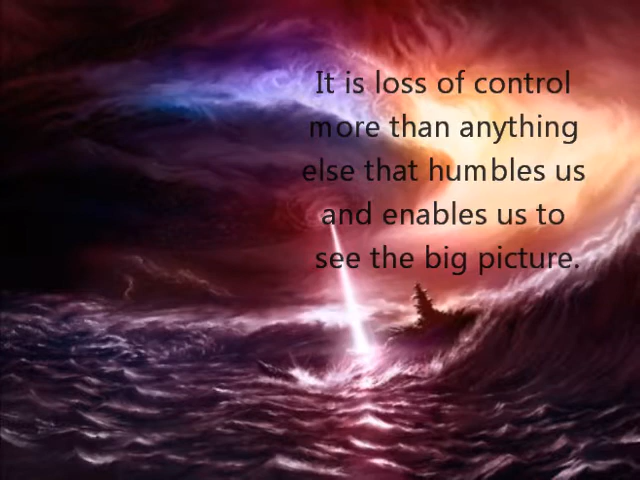 It is loss of control
more than anything
else that humbles us
and enables us to
see the big picture.